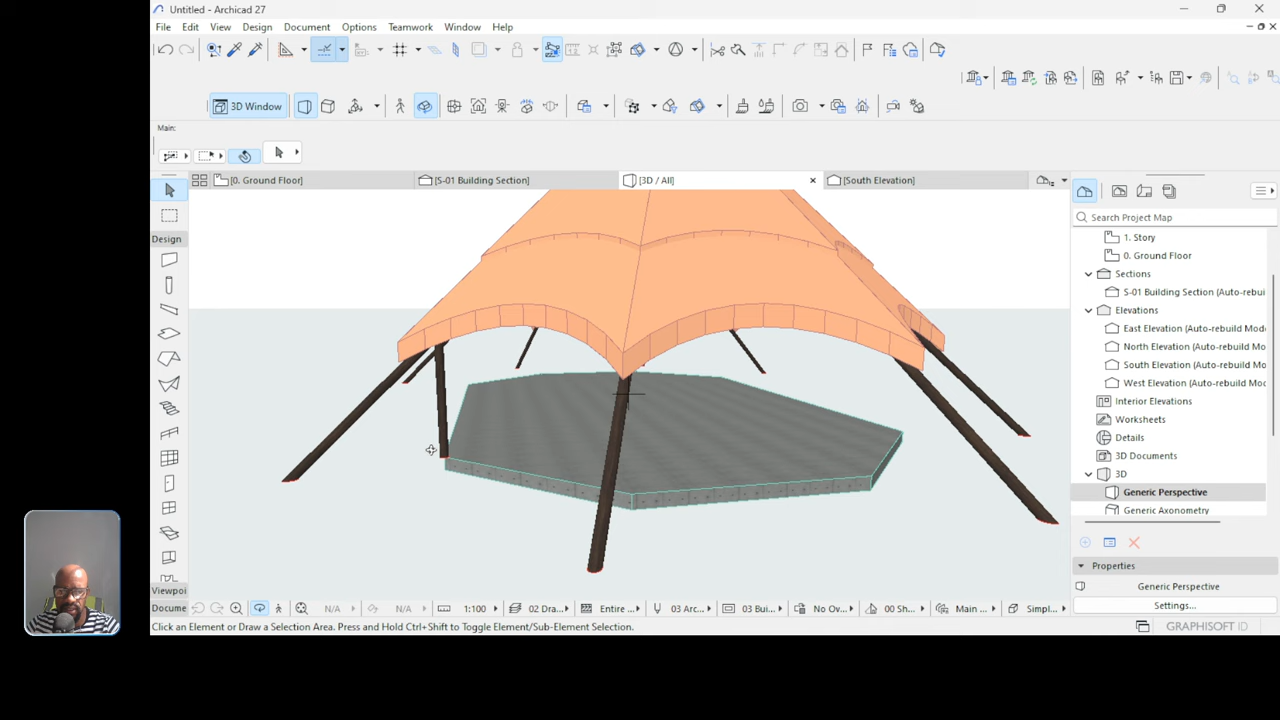 Untitled - Archicad 27
File Edit View Design Document Options Teamwork Window Help
3D Window
Main:
[0. Ground Floor]
[S-01 Building Section]
[3D / All]
[South Elevation]
Search Project Map
Design
1. Story
0. Ground Floor
Sections
S-01 Building Section (Auto-rebui
Elevations
East Elevation (Auto-rebuild Mod
North Elevation (Auto-rebuild Mo
South Elevation (Auto-rebuild Mo
West Elevation (Auto-rebuild Mod
Interior Elevations
Worksheets
Details
3D Documents
3D
Generic Perspective
Generic Axonometry
Properties
Generic Perspective
Settings...
Viewpoi
Docume
N/A N/A 1:100 02 Dra... Entire ... 03 Arc... 03 Bui... No Ov... 00 Sh... Main ... Simpl...
Click an Element or Draw a Selection Area. Press and Hold Ctrl+Shift to Toggle Element/Sub-Element Selection.
GRAPHISOFT ID